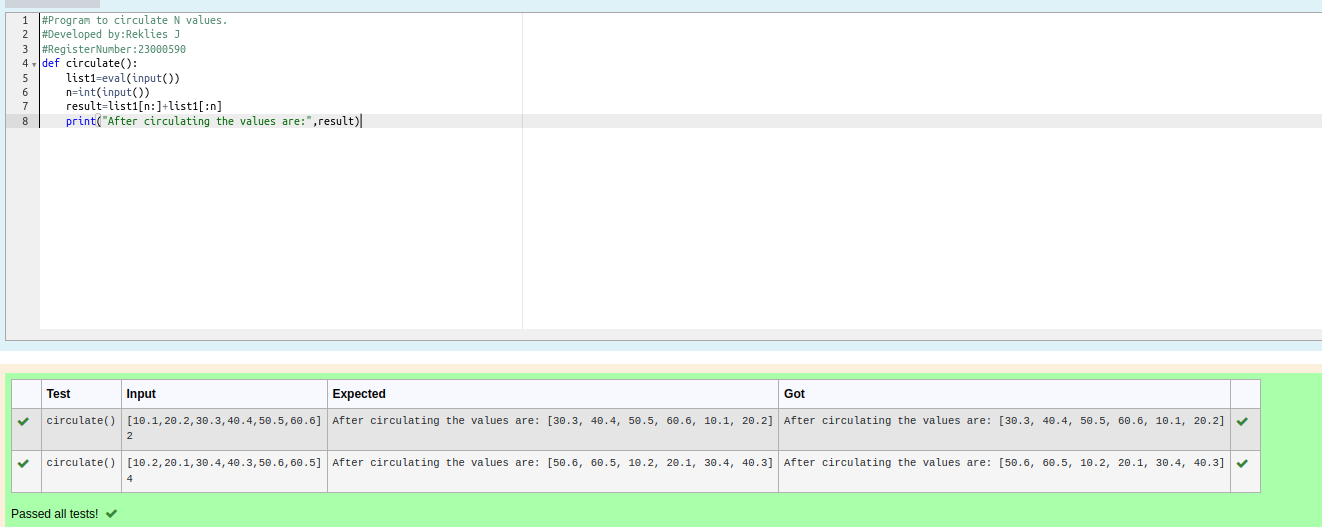 1 #Program to circulate N values.
2 #Developed by:Reklies J
3 #RegisterNumber:23000590
4 def circulate():
5     list1=eval(input())
6     n=int(input())
7     result=list1[n:]+list1[:n]
8     print("After circulating the values are:",result)
Test Input Expected Got
circulate() [10.1,20.2,30.3,40.4,50.5,60.6] After circulating the values are: [30.3, 40.4, 50.5, 60.6, 10.1, 20.2] After circulating the values are: [30.3, 40.4, 50.5, 60.6, 10.1, 20.2]
2
circulate() [10.2,20.1,30.4,40.3,50.6,60.5] After circulating the values are: [50.6, 60.5, 10.2, 20.1, 30.4, 40.3] After circulating the values are: [50.6, 60.5, 10.2, 20.1, 30.4, 40.3]
4
Passed all tests!